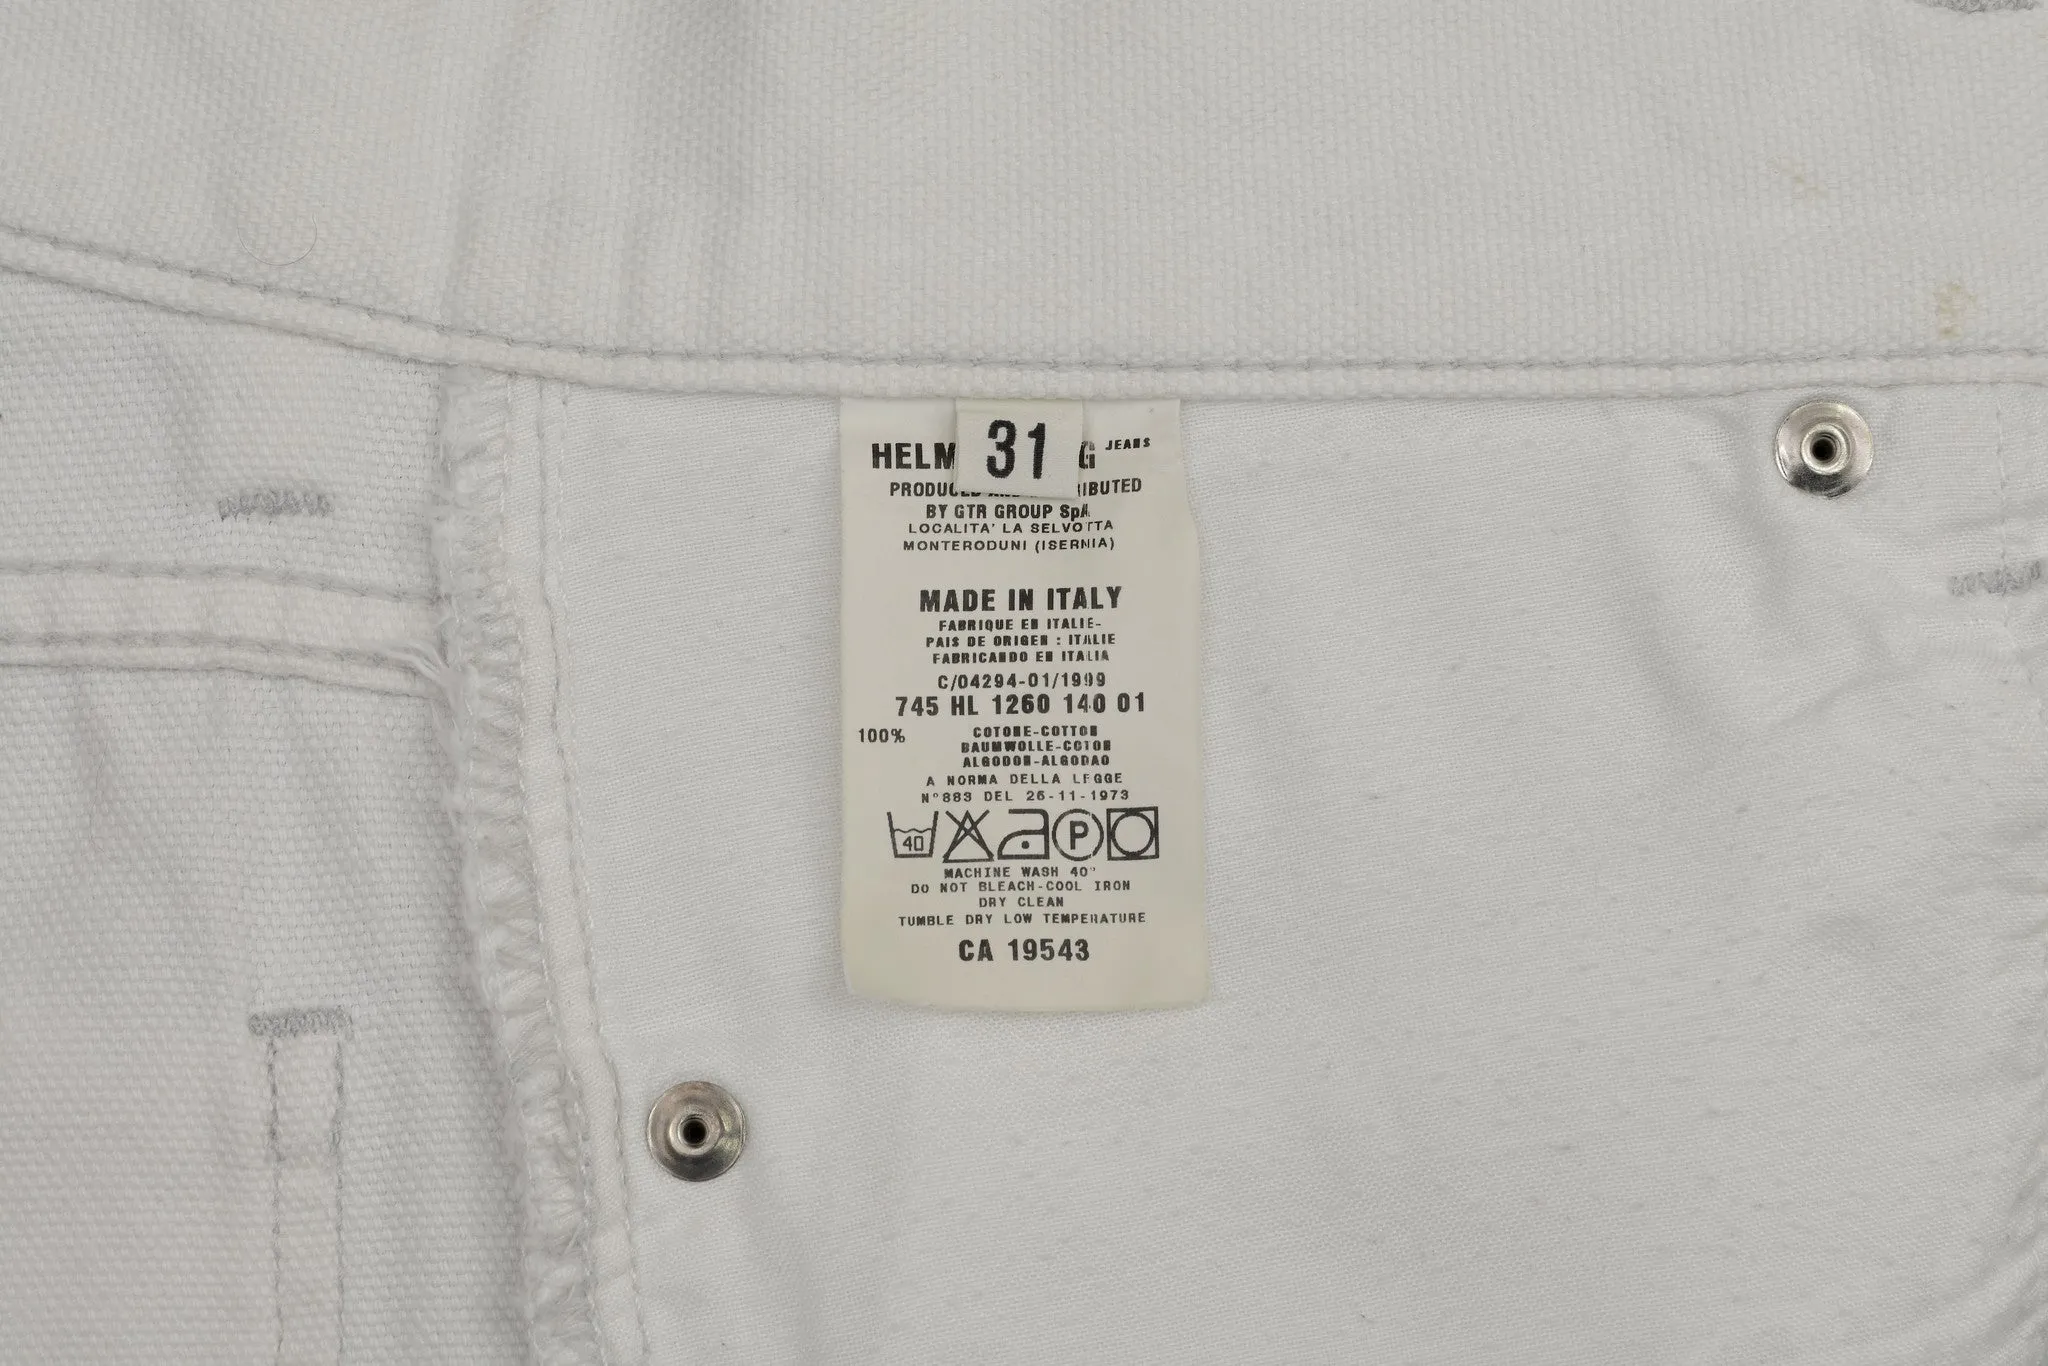 31
HELM G JEANS
PRODUCED AND RIBUTED
BY GTR GROUP SpA
LOCALITA' LA SELVOTTA
MONTERODUNI (ISERNIA)
MADE IN ITALY
FABRIQUE EN ITALIE-
PAIS DE ORIGEN : ITALIE
FABRICANDO EN ITALIA
C/04294-01/1999
745 HL 1260 140 01
100% COTONE-COTTON
BAUMWOLLE-COTON
ALGODON-ALGODAO
A NORMA DELLA LEGGE
N°883 DEL 26-11-1973
40 P
MACHINE WASH 40°
DO NOT BLEACH-COOL IRON
DRY CLEAN
TUMBLE DRY LOW TEMPERATURE
CA 19543